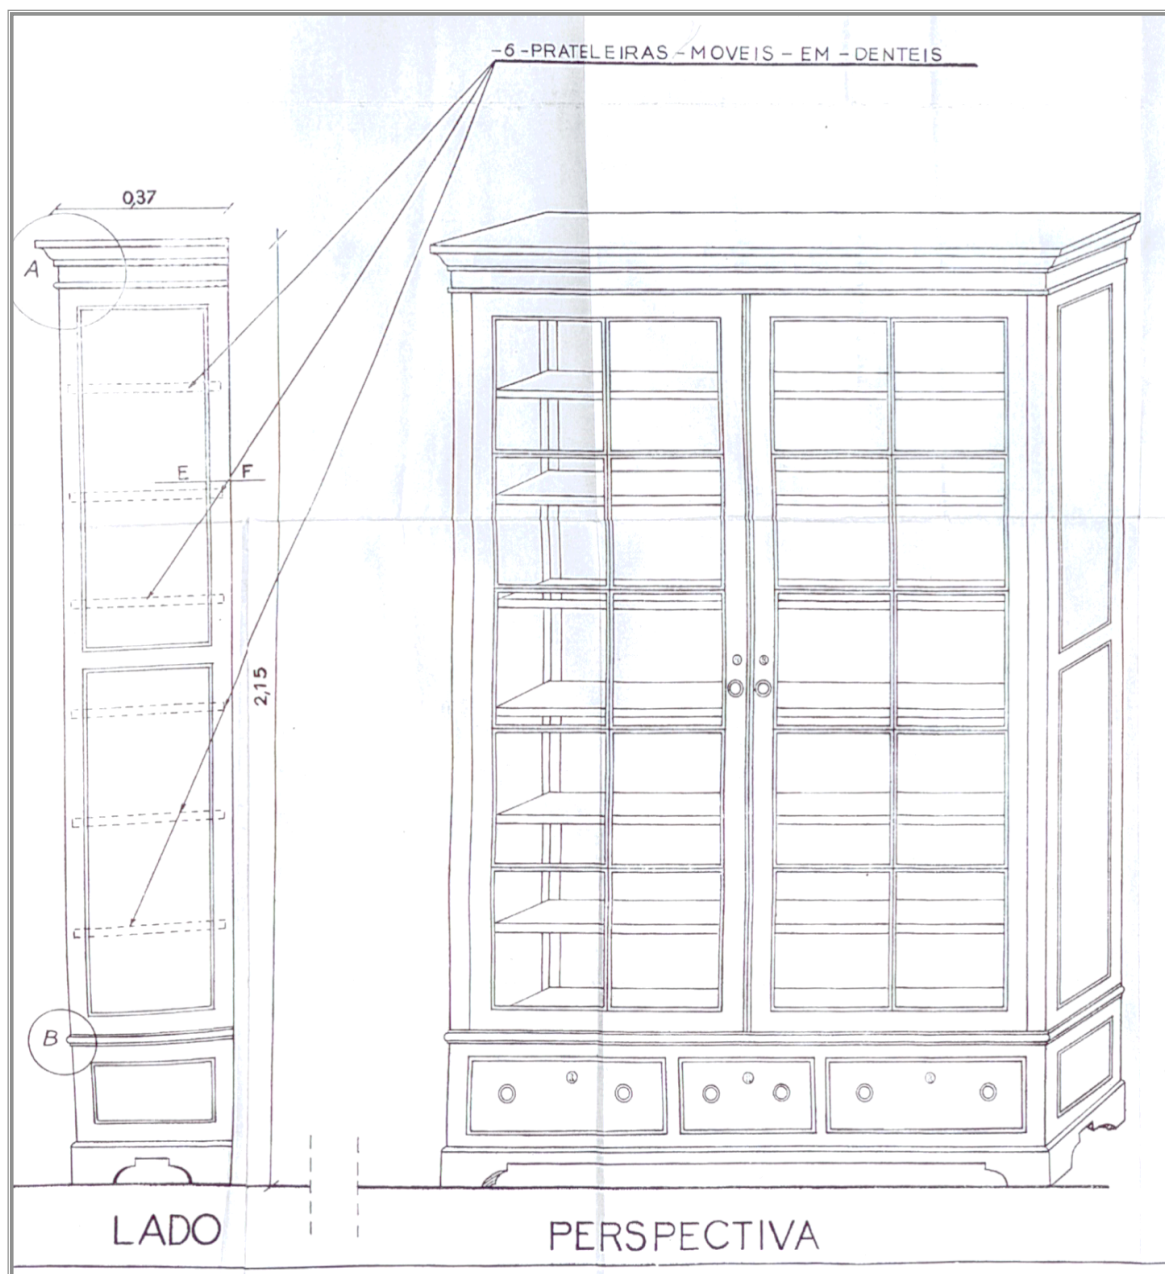 -6-PRATELEIRAS-MOVEIS-EM-DENTEIS
0,37
A
E F
2,15
B
LADO
PERSPECTIVA